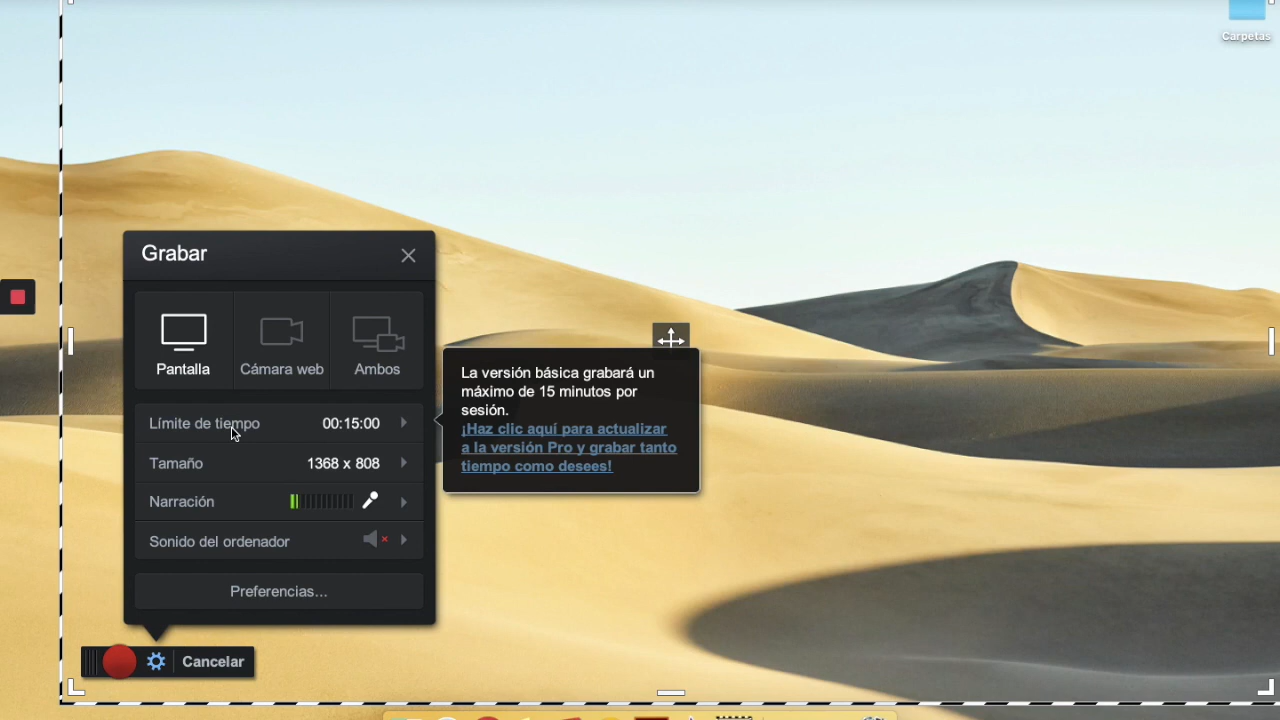 Carpetas
Grabar
Pantalla
Cámara web
Ambos
Límite de tiempo 00:15:00
Tamaño 1368 x 808
Narración
Sonido del ordenador
Preferencias...
La versión básica grabará un
máximo de 15 minutos por
sesión.
¡Haz clic aquí para actualizar
a la versión Pro y grabar tanto
tiempo como desees!
Cancelar